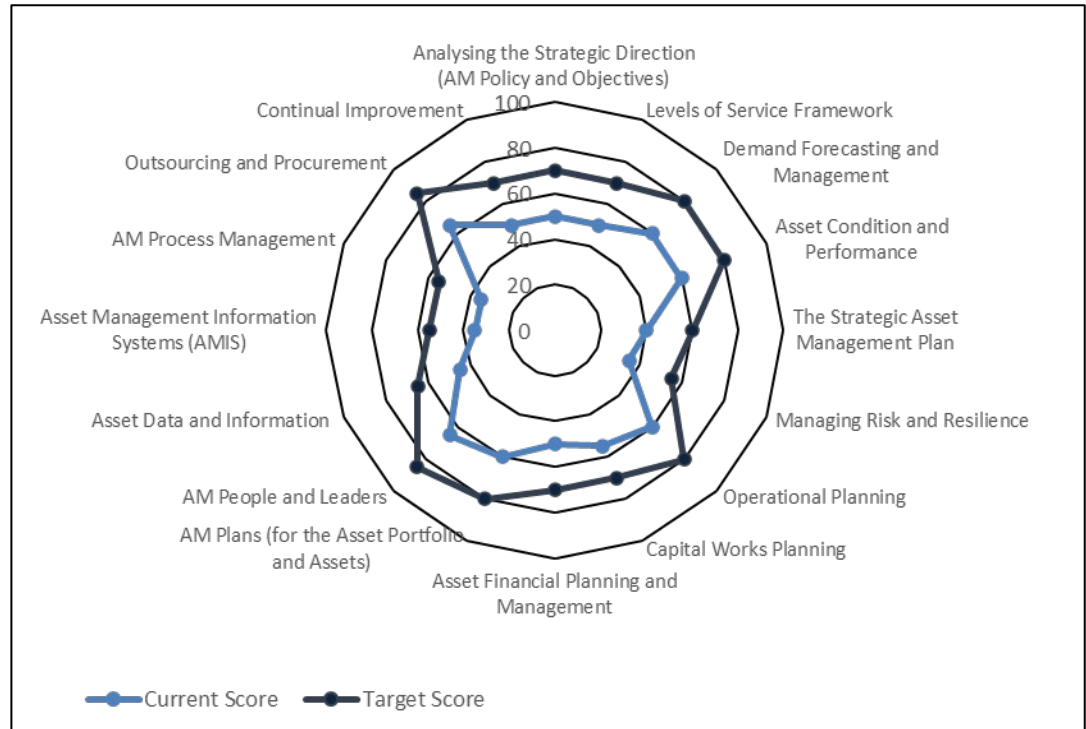 Analysing the Strategic Direction
(AM Policy and Objectives)
Continual Improvement
Levels of Service Framework
Outsourcing and Procurement
Demand Forecasting and
Management
AM Process Management
Asset Condition and
Performance
Asset Management Information
Systems (AMIS)
The Strategic Asset
Management Plan
Asset Data and Information
Managing Risk and Resilience
AM People and Leaders
Operational Planning
AM Plans (for the Asset Portfolio
and Assets)
Capital Works Planning
Asset Financial Planning and
Management
100
80
60
40
20
0
Current Score
Target Score